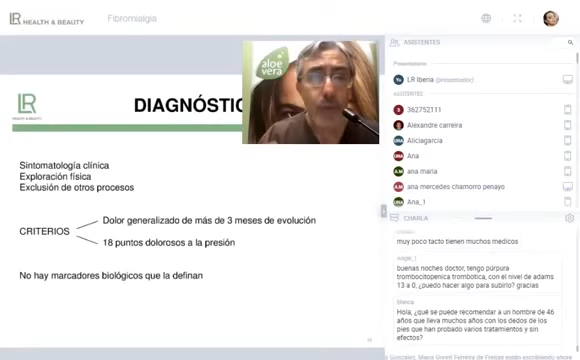 LR HEALTH & BEAUTY
Fibromialgia
aloe
vera
LR
HEALTH & BEAUTY
DIAGNÓSTIC
Sintomatología clínica
Exploración física
Exclusión de otros procesos
CRITERIOS
Dolor generalizado de más de 3 meses de evolución
18 puntos dolorosos a la presión
No hay marcadores biológicos que la definan
ASISTENTES
LR Iberia (presentador)
362752111
Alexandre carreira
Aliciagarcia
Ana
ana maria
ana mercedes chamorro penayo
Ana_1
CHARLA
muy poco tacto tienen muchos medicos
buenas noches doctor, tengo púrpura
trombocitopenica trombotica, con el nivel de adams
13 a 0, ¿puedo hacer algo para subirlo? gracias
blanca
Hola, ¿qué se puede recomendar a un hombre de 46
años que lleva muchos años con los dedos de los
pies que han probado varios tratamientos y sin
efectos?